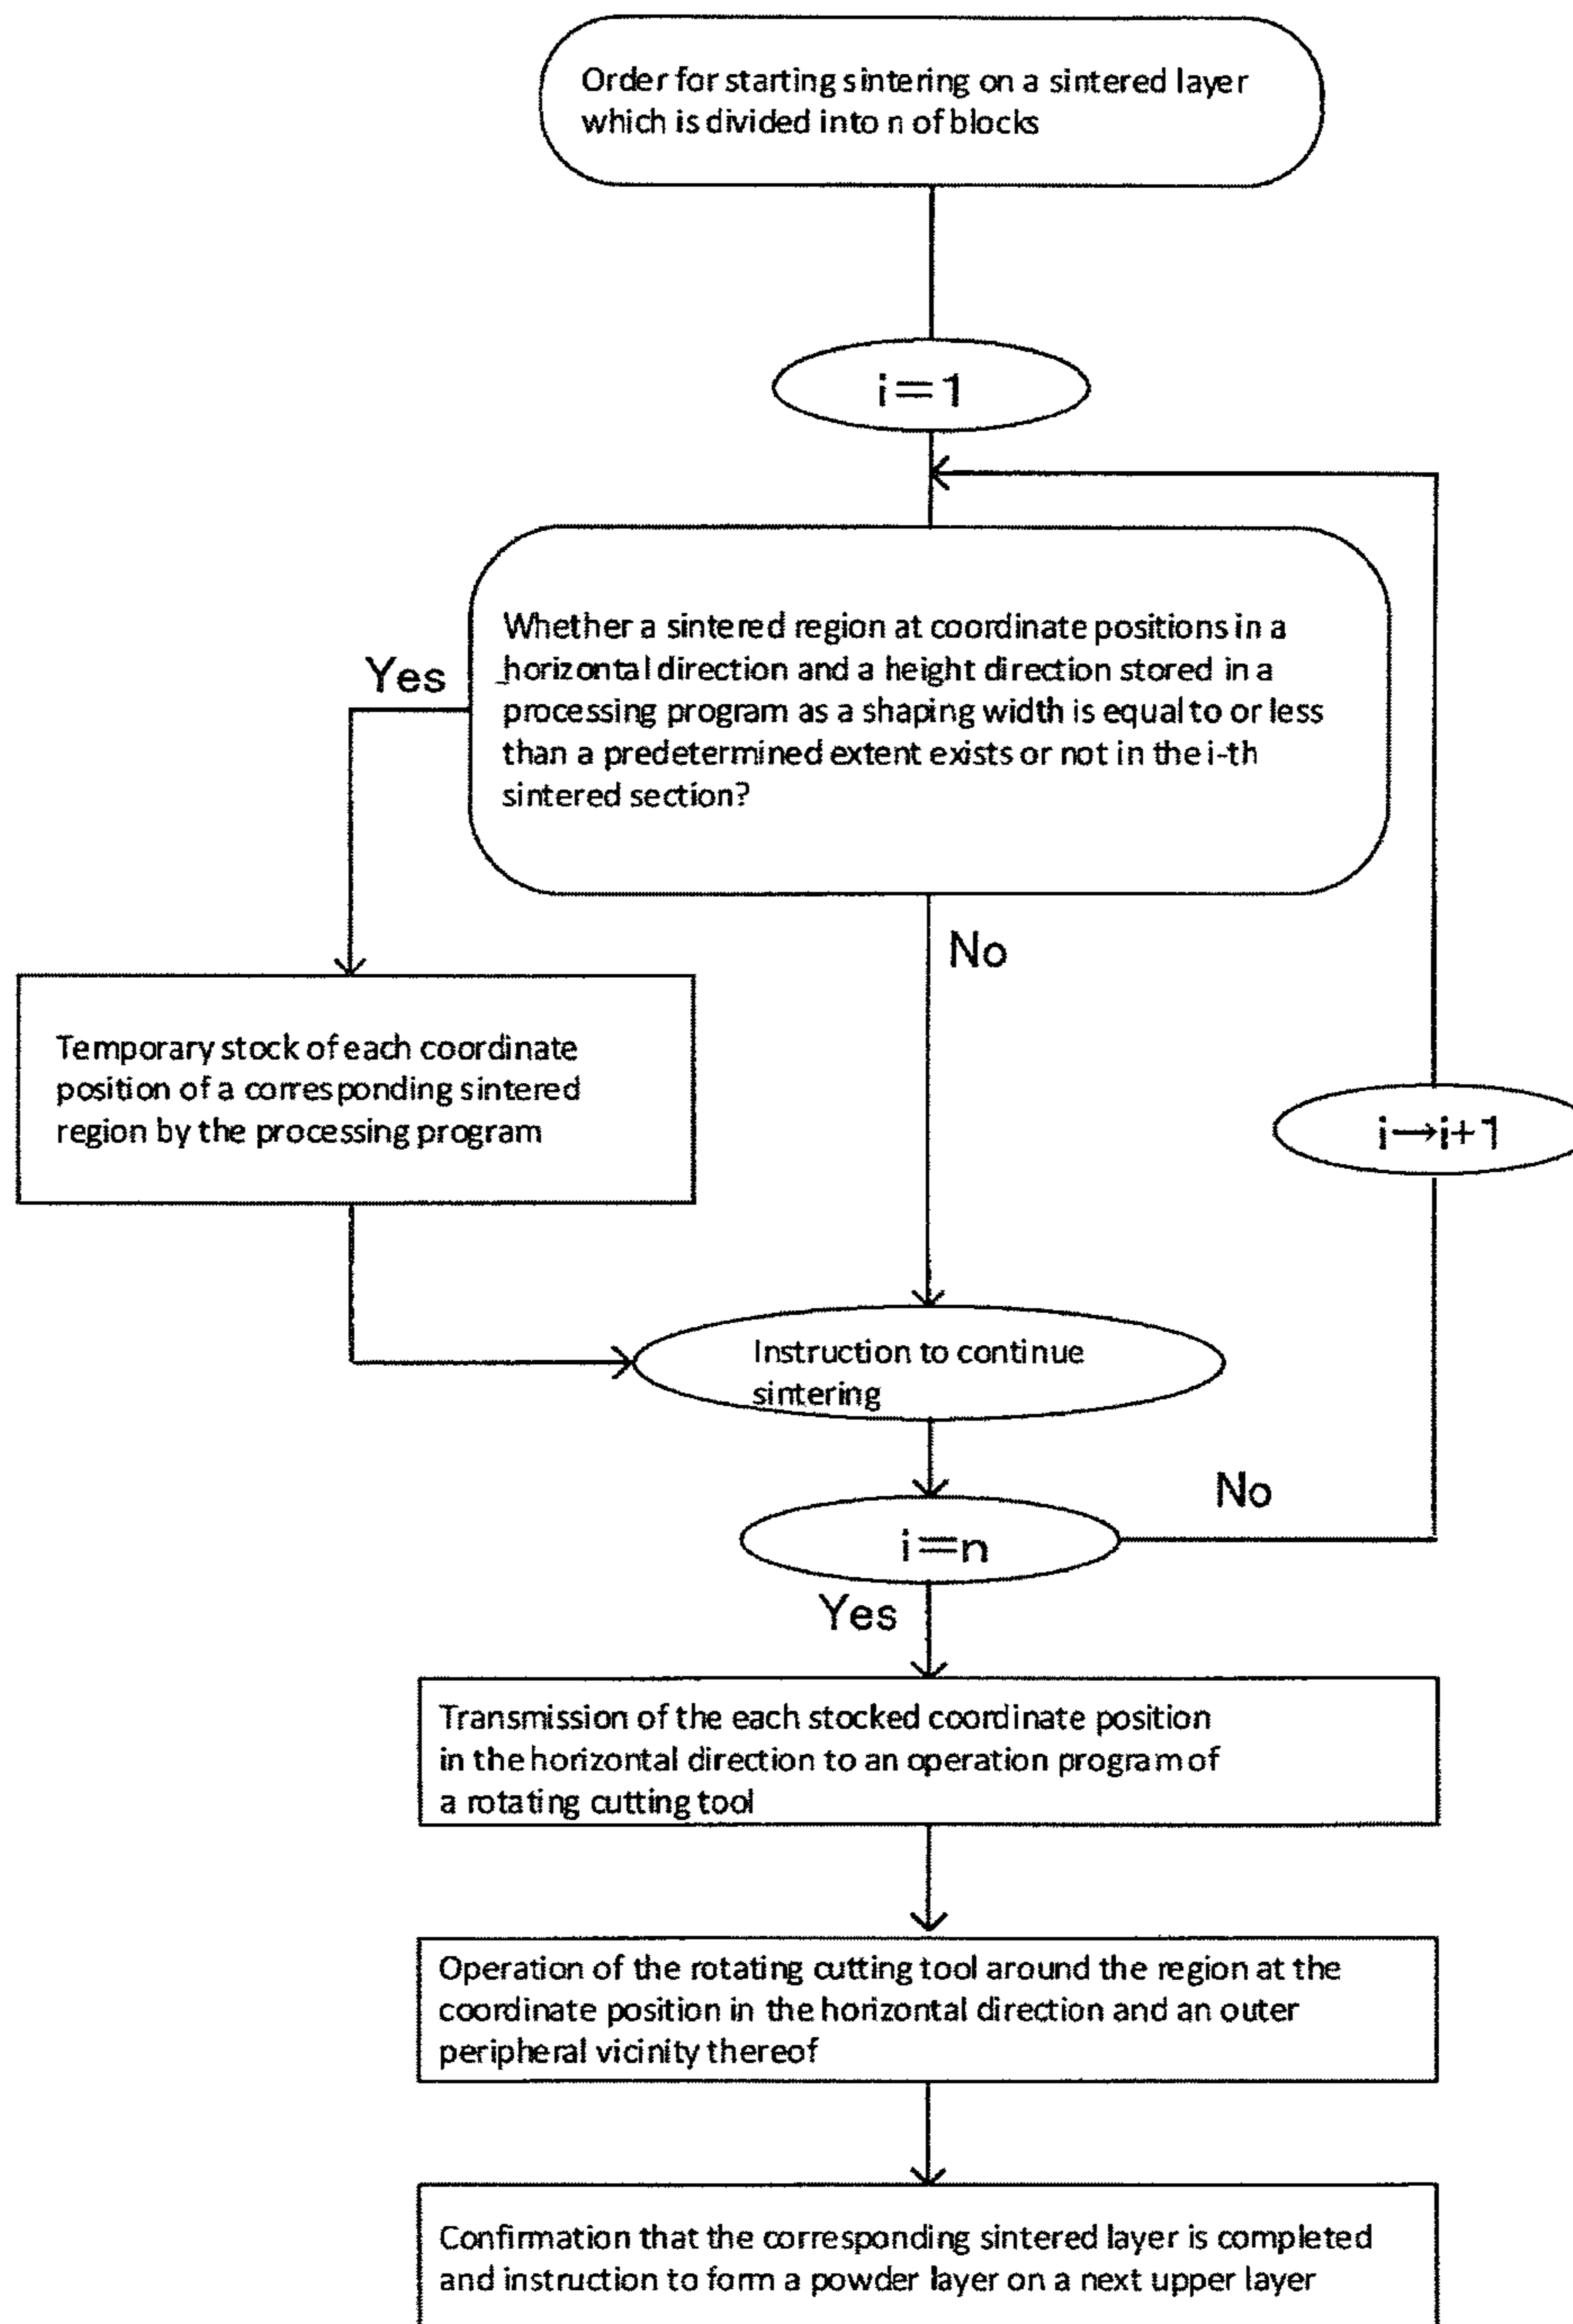 Order for starting sintering on a sintered layer
which is divided into n of blocks
i=1
Whether a sintered region at coordinate positions in a
horizontal direction and a height direction stored in a
processing program as a shaping width is equal to or less
than a predetermined extent exists or not in the i-th
sintered section?
Yes
No
Temporary stock of each coordinate
position of a corresponding sintered
region by the processing program
i→i+1
Instruction to continue
sintering
No
i=n
Yes
Transmission of the each stocked coordinate position
in the horizontal direction to an operation program of
a rotating cutting tool
Operation of the rotating cutting tool around the region at the
coordinate position in the horizontal direction and an outer
peripheral vicinity thereof
Confirmation that the corresponding sintered layer is completed
and instruction to form a powder layer on a next upper layer